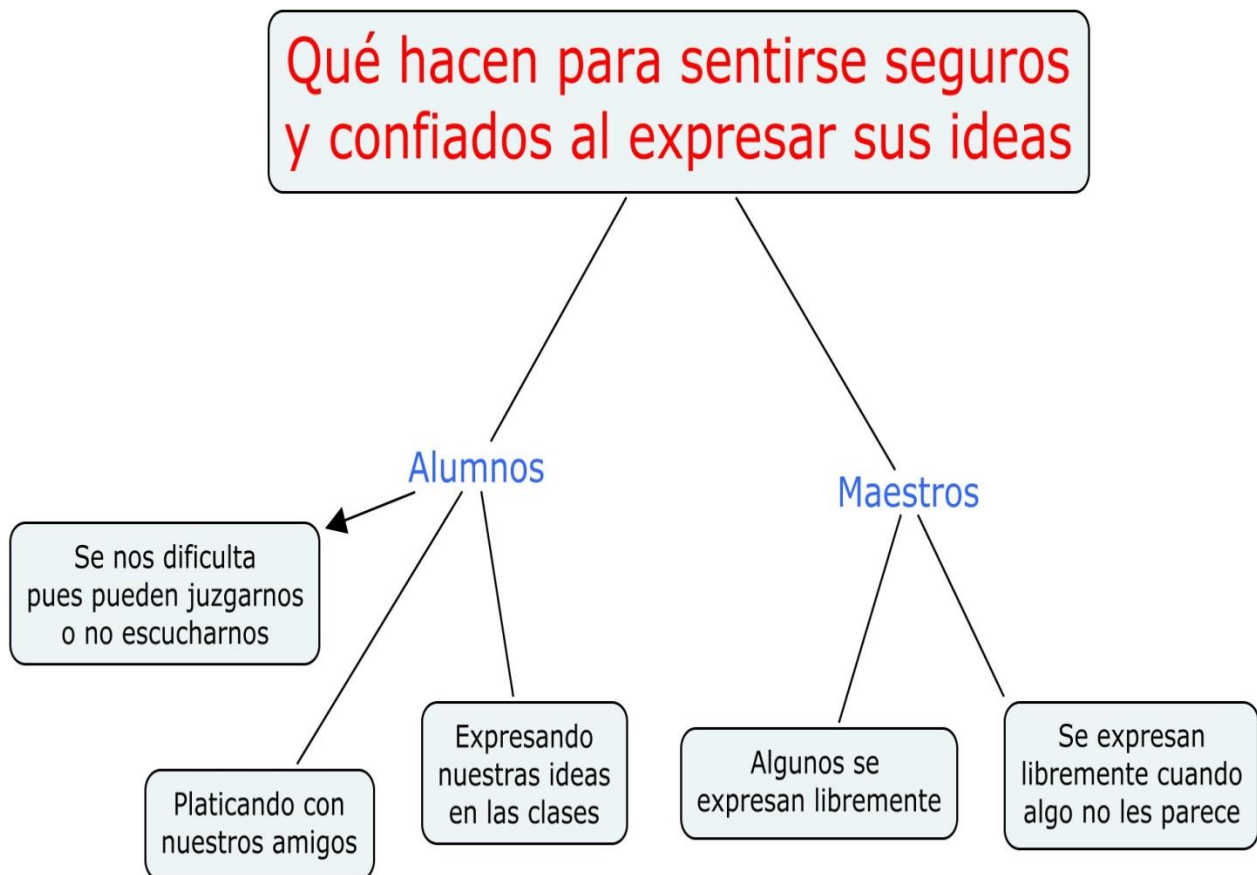 Qué hacen para sentirse seguros
y confiados al expresar sus ideas
Alumnos
Maestros
Se nos dificulta
pues pueden juzgarnos
o no escucharnos
Platicando con
nuestros amigos
Expresando
nuestras ideas
en las clases
Algunos se
expresan libremente
Se expresan
libremente cuando
algo no les parece